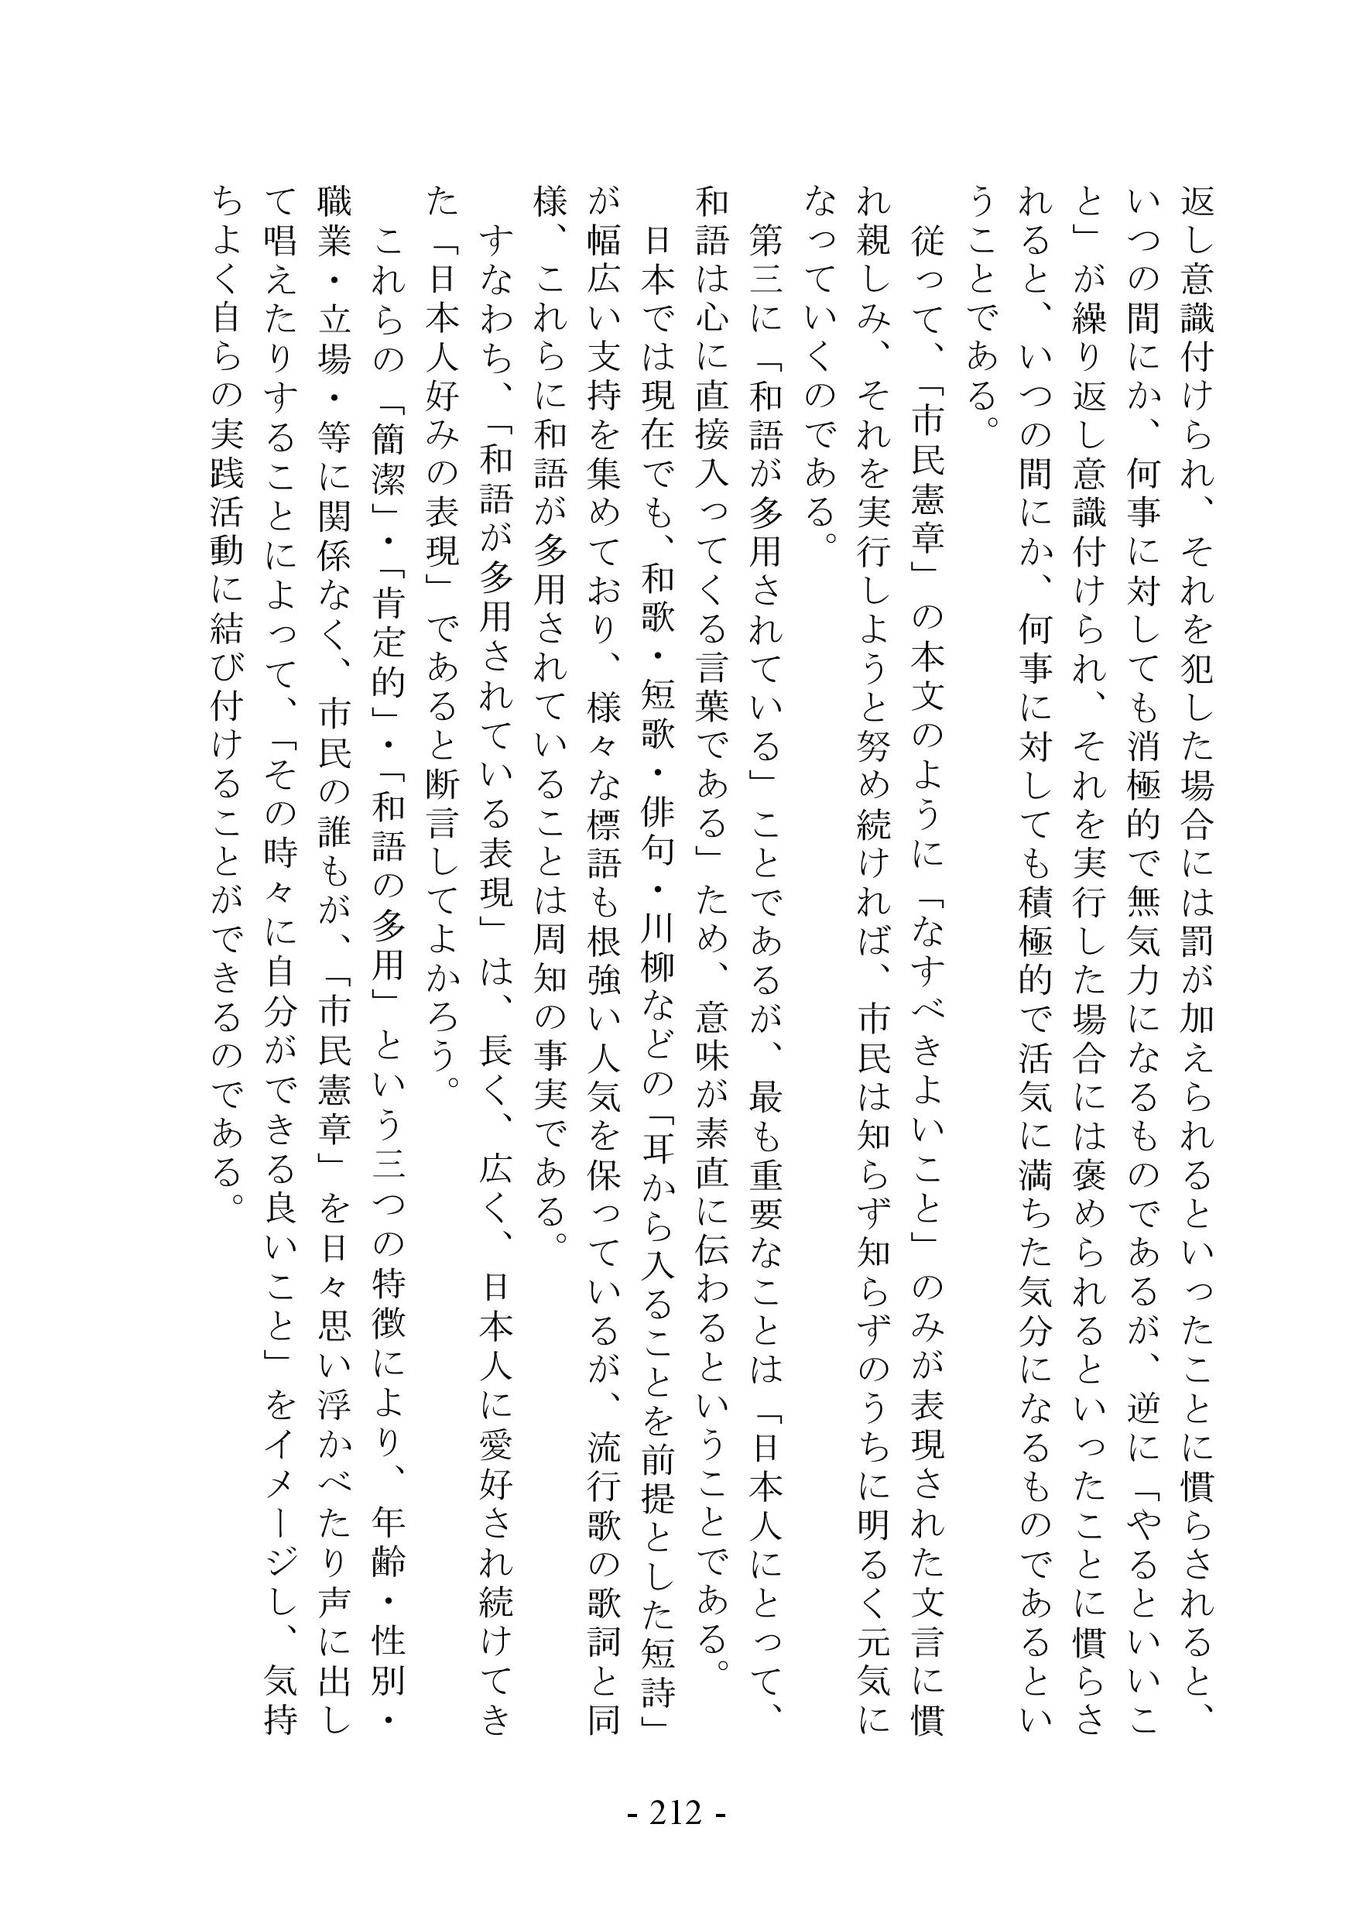 返し意識付けられ、それを犯した場合には罰が加えられるといったことに慣らされると、
いつの間にか、何事に対しても消極的で無気力になるものであるが、逆に「やるといいこ
と」が繰り返し意識付けられ、それを実行した場合には褒められるといったことに慣らさ
れると、いつの間にか、何事に対しても積極的で活気に満ちた気分になるものであるとい
うことである。
　従って、「市民憲章」の本文のように「なすべきよいこと」のみが表現された文言に慣
れ親しみ、それを実行しようと努め続ければ、市民は知らず知らずのうちに明るく元気に
なっていくのである。
　第三に「和語が多用されている」ことであるが、最も重要なことは「日本人にとって、
和語は心に直接入ってくる言葉である」ため、意味が素直に伝わるということである。
　日本では現在でも、和歌・短歌・俳句・川柳などの「耳から入ることを前提とした短詩」
が幅広い支持を集めており、様々な標語も根強い人気を保っているが、流行歌の歌詞と同
様、これらに和語が多用されていることは周知の事実である。
　すなわち、「和語が多用されている表現」は、長く、広く、日本人に愛好され続けてき
た「日本人好みの表現」であると断言してよかろう。
　これらの「簡潔」・「肯定的」・「和語の多用」という三つの特徴により、年齢・性別・
職業・立場・等に関係なく、市民の誰もが、「市民憲章」を日々思い浮かべたり声に出し
て唱えたりすることによって、「その時々に自分ができる良いこと」をイメージし、気持
ちよく自らの実践活動に結び付けることができるのである。
- 212 -